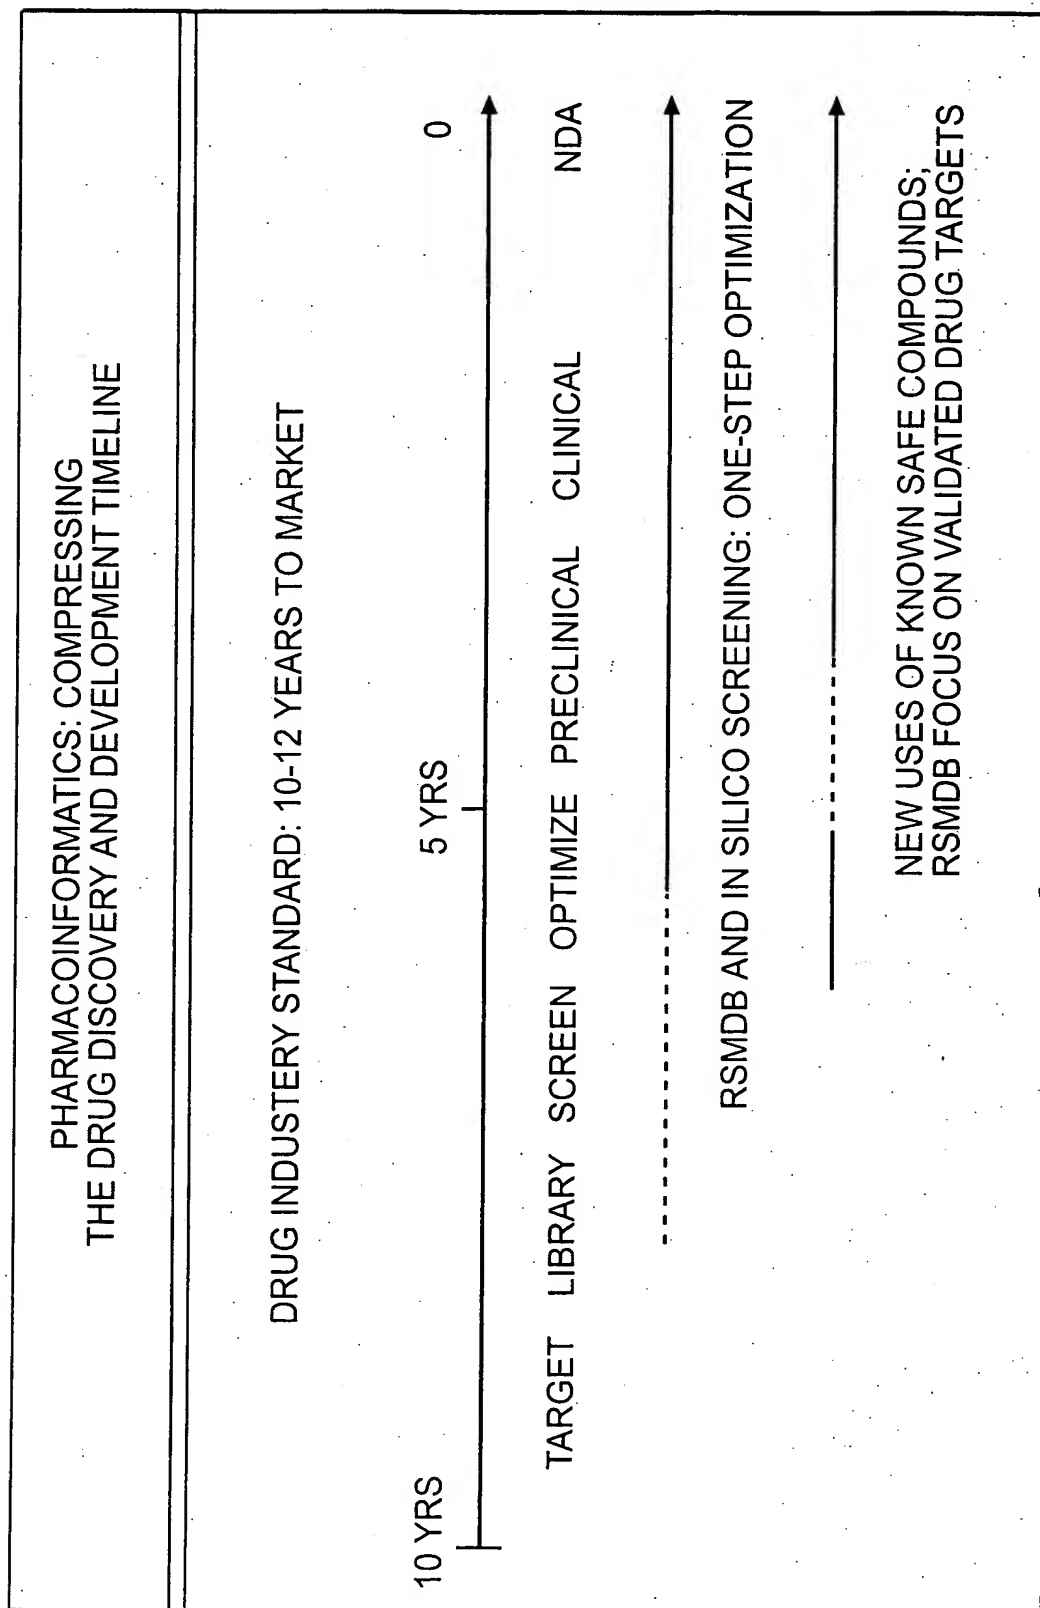 PHARMACOINFORMATICS: COMPRESSING
THE DRUG DISCOVERY AND DEVELOPMENT TIMELINE
DRUG INDUSTERY STANDARD: 10-12 YEARS TO MARKET
10 YRS 5 YRS 0
TARGET LIBRARY SCREEN OPTIMIZE PRECLINICAL CLINICAL NDA
RSMDB AND IN SILICO SCREENING: ONE-STEP OPTIMIZATION
NEW USES OF KNOWN SAFE COMPOUNDS;
RSMDB FOCUS ON VALIDATED DRUG TARGETS